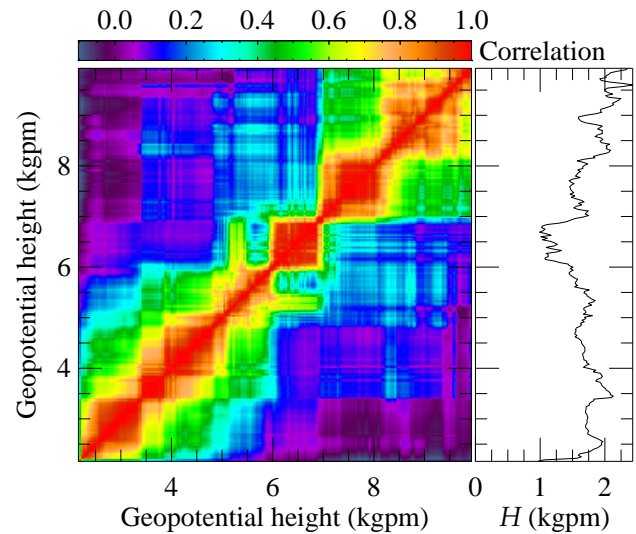 0.0 0.2 0.4 0.6 0.8 1.0
Correlation
Geopotential height (kgpm)
8
6
4
4 6 8 0 1 2
Geopotential height (kgpm) H (kgpm)